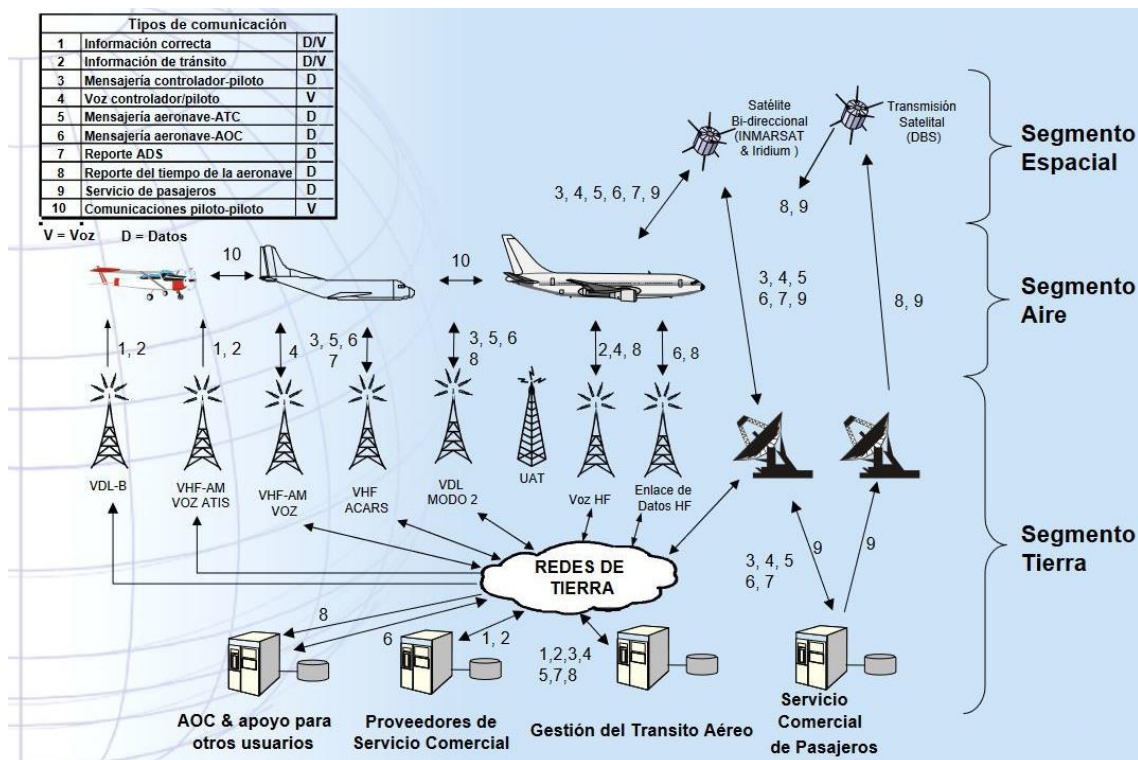 Tipos de comunicación
1 Información correcta D/V
2 Información de tránsito D/V
3 Mensajería controlador-piloto D
4 Voz controlador/piloto V
5 Mensajería aeronave-ATC D
6 Mensajería aeronave-AOC D
7 Reporte ADS D
8 Reporte del tiempo de la aeronave D
9 Servicio de pasajeros D
10 Comunicaciones piloto-piloto V
V = Voz D = Datos
Satélite
Bi-direccional
(INMARSAT
& Iridium )
Transmisión
Satelital
(DBS)
Segmento
Espacial
3, 4, 5, 6, 7, 9
8, 9
10
10
3, 4, 5
6, 7, 9
8, 9
Segmento
Aire
1, 2
1, 2
4
3, 5, 6
7
3, 5, 6
8
2,4, 8
6, 8
VDL-B
VHF-AM
VOZ ATIS
VHF-AM
VOZ
VHF
ACARS
VDL
MODO 2
UAT
Voz HF
Enlace de
Datos HF
Segmento
Tierra
REDES DE
TIERRA
3, 4, 5
6, 7
9
9
8
6
1, 2
1,2,3,4
5,7,8
AOC & apoyo para
otros usuarios
Proveedores de
Servicio Comercial
Gestión del Transito Aéreo
Servicio
Comercial
de Pasajeros